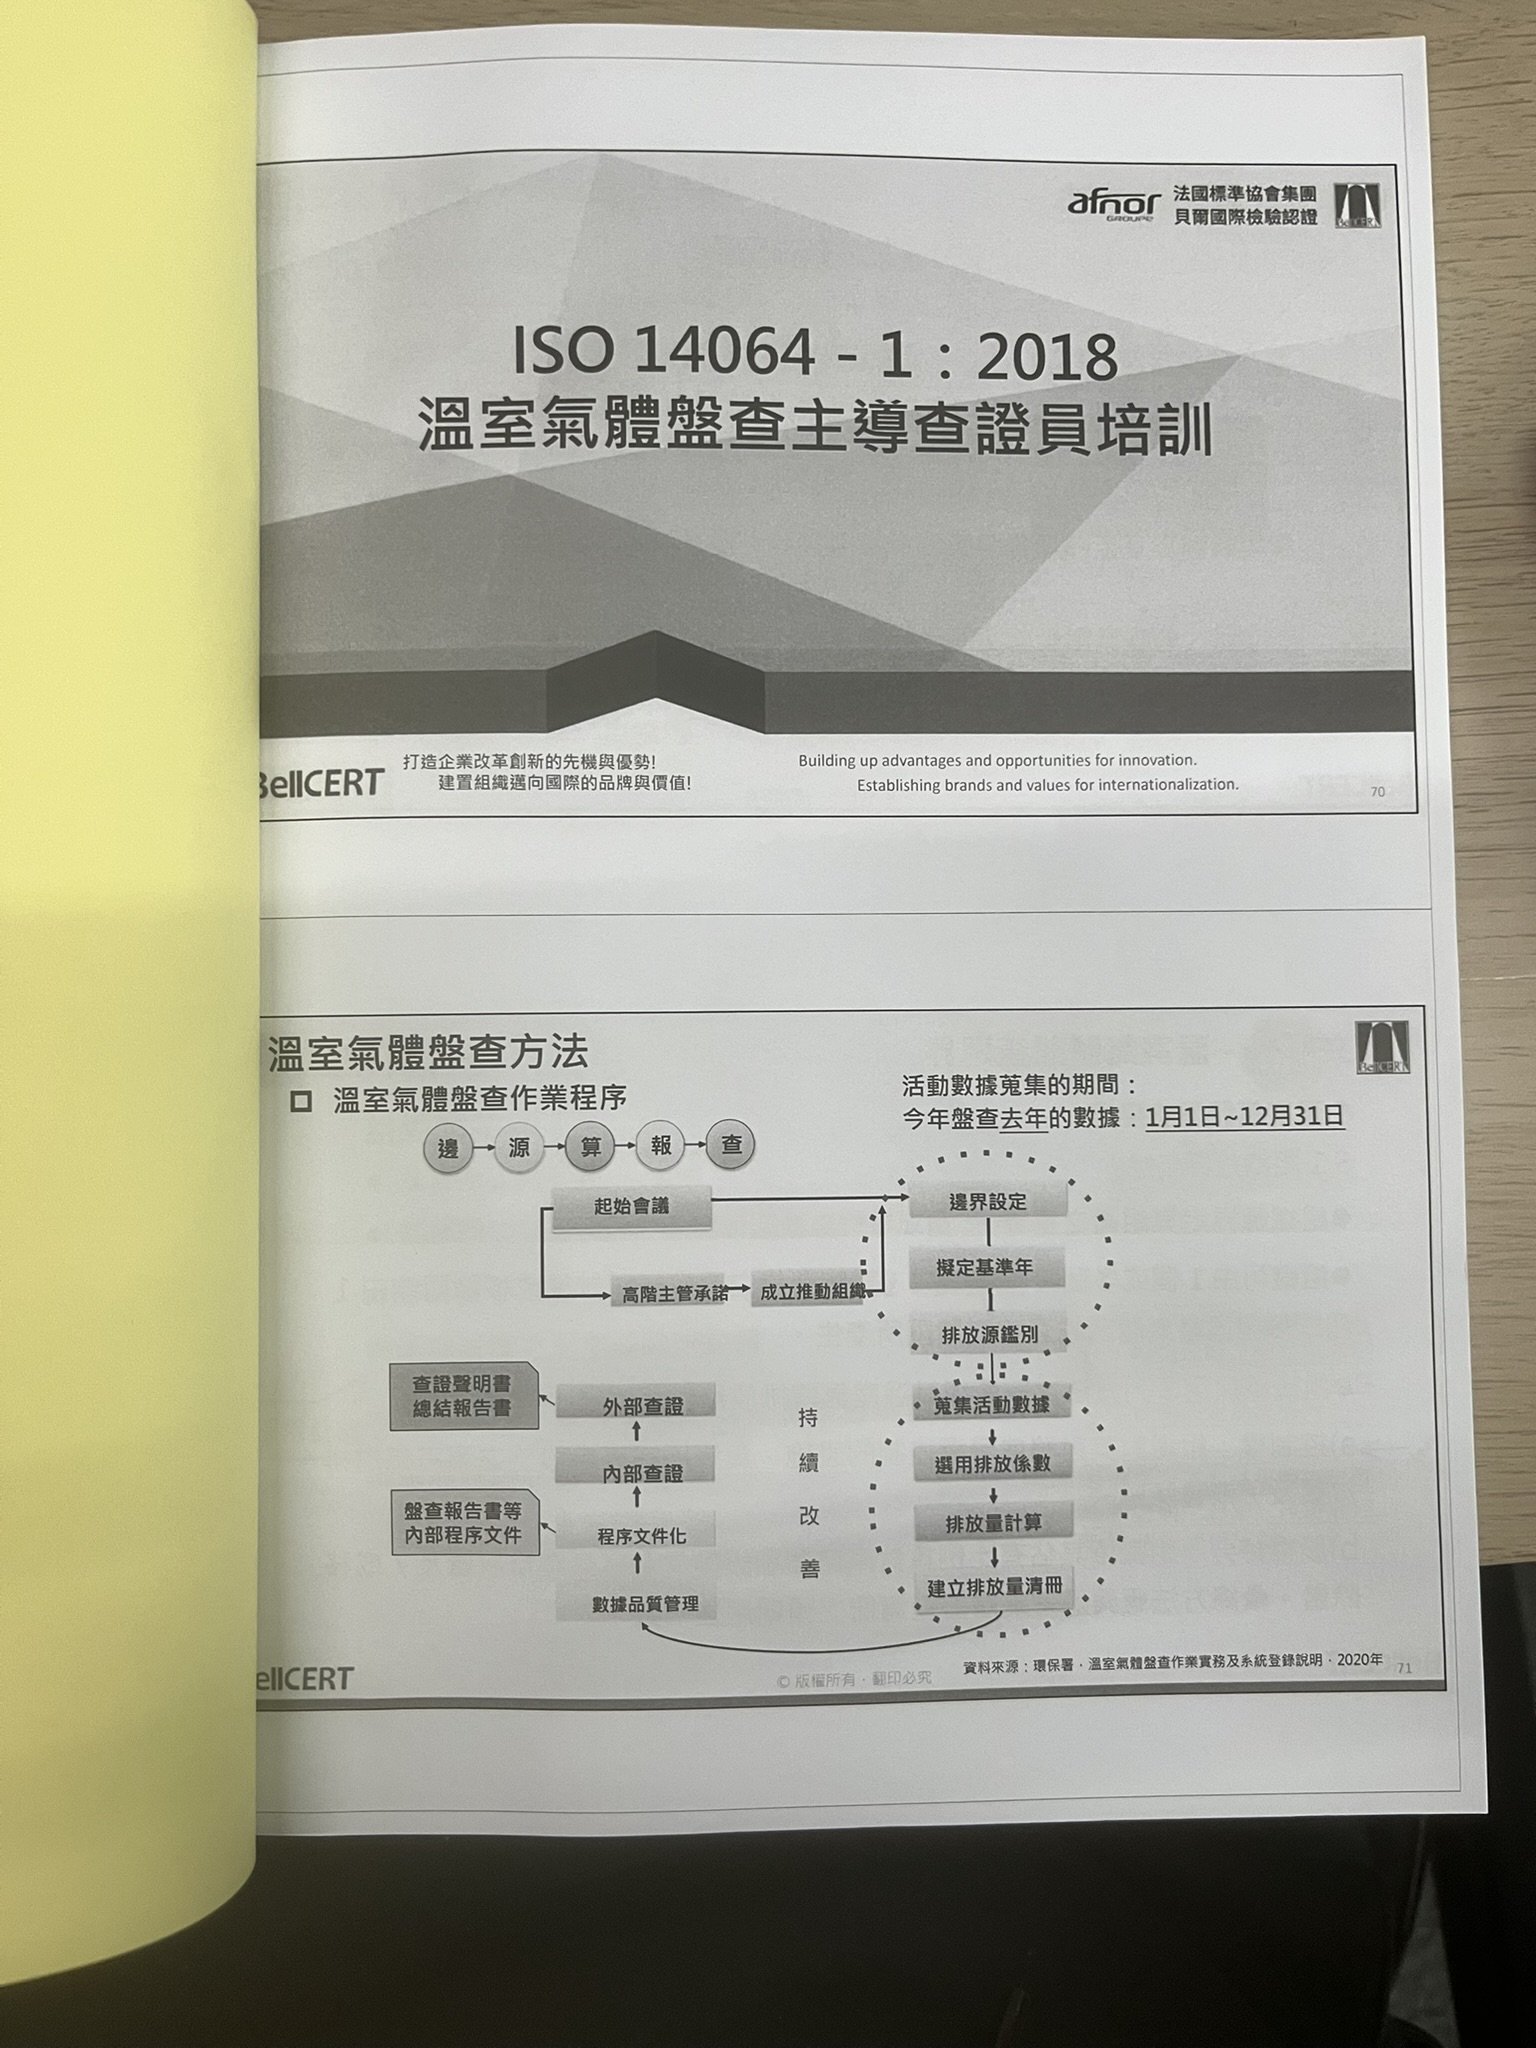 afnor
GROUPE
法國標準協會集團
貝爾國際檢驗認證
BellCERT
ISO 14064 - 1：2018
溫室氣體盤查主導查證員培訓
BellCERT
打造企業改革創新的先機與優勢!
建置組織邁向國際的品牌與價值!
Building up advantages and opportunities for innovation.
Establishing brands and values for internationalization.
70
溫室氣體盤查方法
BellCERT
溫室氣體盤查作業程序
活動數據蒐集的期間：
今年盤查去年的數據：1月1日~12月31日
邊 源 算 報 查
起始會議
邊界設定
高階主管承諾
成立推動組織
擬定基準年
排放源鑑別
查證聲明書
總結報告書
外部查證
蒐集活動數據
內部查證
選用排放係數
盤查報告書等
內部程序文件
程序文件化
排放量計算
數據品質管理
建立排放量清冊
持
續
改
善
ellCERT
© 版權所有．翻印必究
資料來源：環保署．溫室氣體盤查作業實務及系統登錄說明．2020年
71